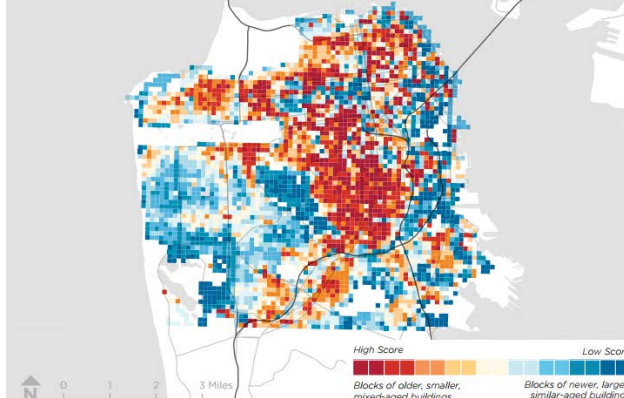 High Score
Low Scor
Blocks of older, smaller,
mixed-aged buildings
Blocks of newer, large
similar-aged building
N
0
1
2
3 Miles